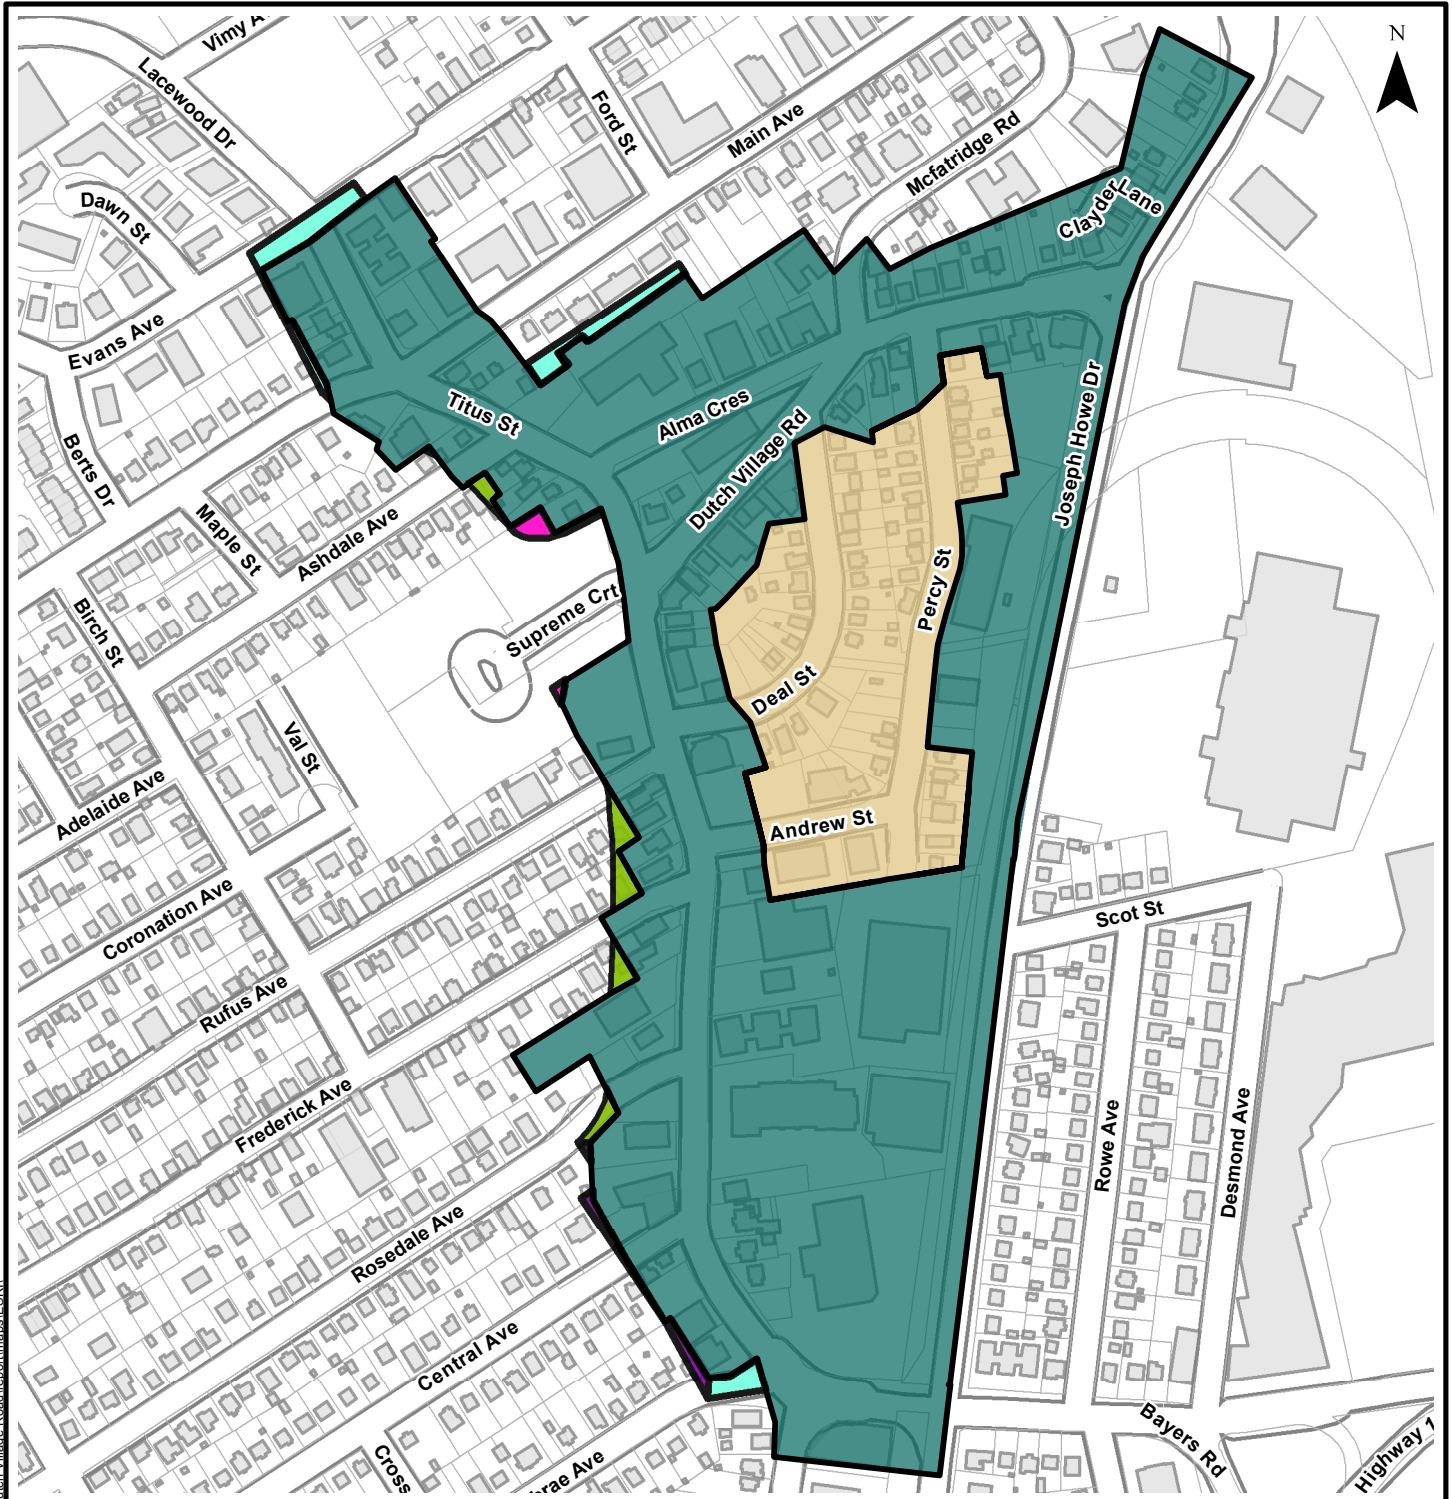 Vimy A
N
Lacewood Dr
Ford St
Main Ave
Mcfatridge Rd
Dawn St
Clayder Lane
Evans Ave
Titus St
Alma Cres
Joseph Howe Dr
Berts Dr
Dutch Village Rd
Maple St
Ashdale Ave
Percy St
Birch St
Supreme Crt
Deal St
Val St
Adelaide Ave
Andrew St
Coronation Ave
Scot St
Rufus Ave
Frederick Ave
Rowe Ave
Desmond Ave
Rosedale Ave
Central Ave
Bayers Rd
Cross
brae Ave
Highway 1